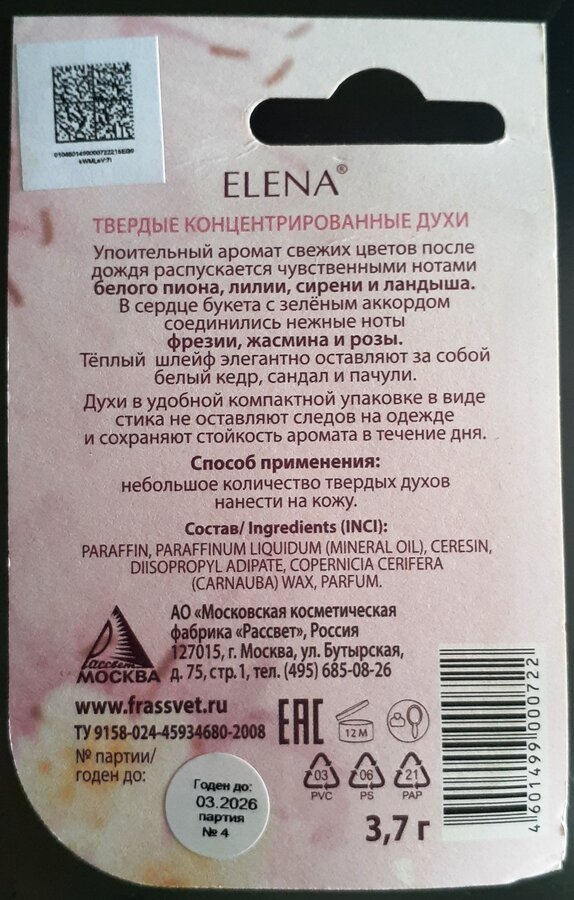 ELENA®
ТВЕРДЫЕ КОНЦЕНТРИРОВАННЫЕ ДУХИ
Упоительный аромат свежих цветов после
дождя распускается чувственными нотами
белого пиона, лилии, сирени и ландыша.
В сердце букета с зелёным аккордом
соединились нежные ноты
фрезии, жасмина и розы.
Тёплый шлейф элегантно оставляют за собой
белый кедр, сандал и пачули.
Духи в удобной компактной упаковке в виде
стика не оставляют следов на одежде
и сохраняют стойкость аромата в течение дня.
Способ применения:
небольшое количество твердых духов
нанести на кожу.
Состав/ Ingredients (INCI):
PARAFFIN, PARAFFINUM LIQUIDUM (MINERAL OIL), CERESIN,
DIISOPROPYL ADIPATE, COPERNICIA CERIFERA
(CARNAUBA) WAX, PARFUM.
Рассвет
МОСКВА
АО «Московская косметическая
фабрика «Рассвет», Россия
127015, г. Москва, ул. Бутырская,
д. 75, стр.1, тел. (495) 685-08-26
www.frassvet.ru
ТУ 9158-024-45934680-2008
№ партии/
годен до:
Годен до:
03.2026
партия
№ 4
EAC
12 M
03
PVC
06
PS
21
PAP
3,7 г
4 601499 000722